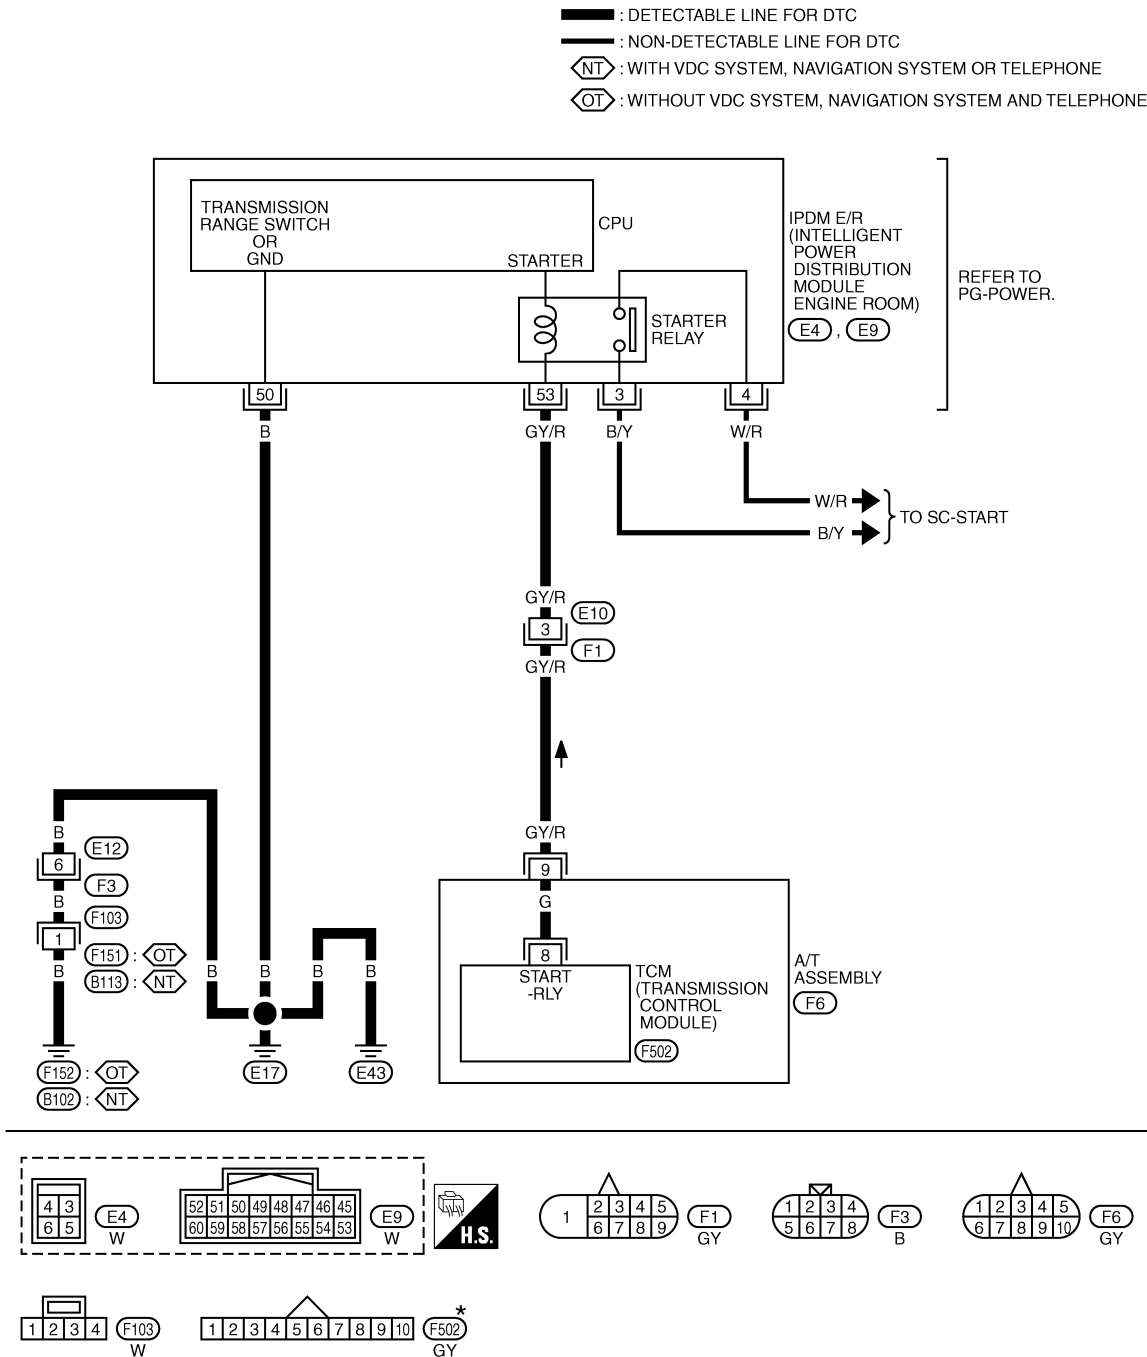 : DETECTABLE LINE FOR DTC
: NON-DETECTABLE LINE FOR DTC
NT : WITH VDC SYSTEM, NAVIGATION SYSTEM OR TELEPHONE
OT : WITHOUT VDC SYSTEM, NAVIGATION SYSTEM AND TELEPHONE
TRANSMISSION
RANGE SWITCH
OR
GND
STARTER
CPU
STARTER
RELAY
IPDM E/R
(INTELLIGENT
POWER
DISTRIBUTION
MODULE
ENGINE ROOM)
E4 , E9
REFER TO
PG-POWER.
50 53 3 4
B GY/R B/Y W/R
W/R
B/Y
TO SC-START
GY/R
E10
3
F1
GY/R
GY/R
9
G
8
START
-RLY
TCM
(TRANSMISSION
CONTROL
MODULE)
F502
A/T
ASSEMBLY
F6
B
6
E12
F3
B
F103
1
F151 : OT
B113 : NT
B B B B B
F152 : OT
B102 : NT
E17
E43
4 3
6 5
E4
W
52 51 50 49 48 47 46 45
60 59 58 57 56 55 54 53
E9
W
H.S.
1 2 3 4 5
6 7 8 9
F1
GY
1 2 3 4
5 6 7 8
F3
B
1 2 3 4 5
6 7 8 9 10
F6
GY
1 2 3 4
F103
W
1 2 3 4 5 6 7 8 9 10
*
F502
GY